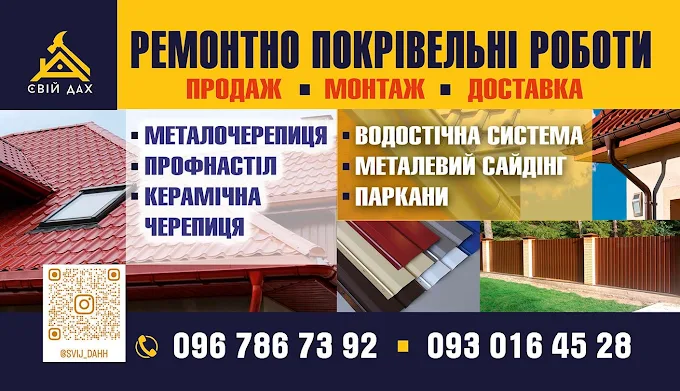 СВІЙ ДАХ
РЕМОНТНО ПОКРІВЕЛЬНІ РОБОТИ
ПРОДАЖ ▪ МОНТАЖ ▪ ДОСТАВКА
▪ МЕТАЛОЧЕРЕПИЦЯ
▪ ПРОФНАСТІЛ
▪ КЕРАМІЧНА
ЧЕРЕПИЦЯ
▪ ВОДОСТІЧНА СИСТЕМА
▪ МЕТАЛЕВИЙ САЙДІНГ
▪ ПАРКАНИ
@SVIJ_DAHH
096 786 73 92 ▪ 093 016 45 28